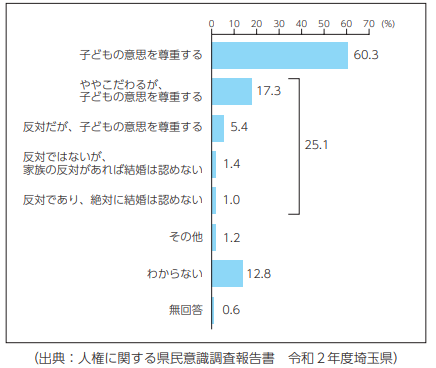 0 10 20 30 40 50 60 70 (%)
子どもの意思を尊重する 60.3
ややこだわるが、
子どもの意思を尊重する 17.3
反対だが、子どもの意思を尊重する 5.4
25.1
反対ではないが、
家族の反対があれば結婚は認めない 1.4
反対であり、絶対に結婚は認めない 1.0
その他 1.2
わからない 12.8
無回答 0.6
（出典：人権に関する県民意識調査報告書　令和２年度埼玉県）